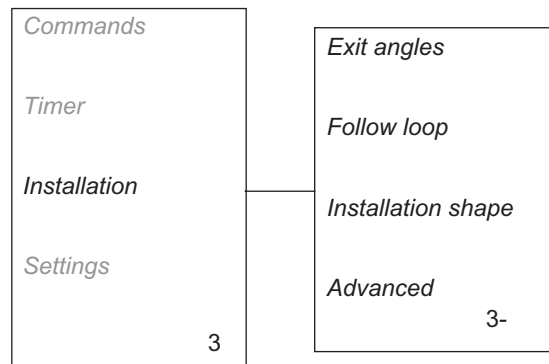 Commands
Timer
Installation
Settings
3
Exit angles
Follow loop
Installation shape
Advanced
3-